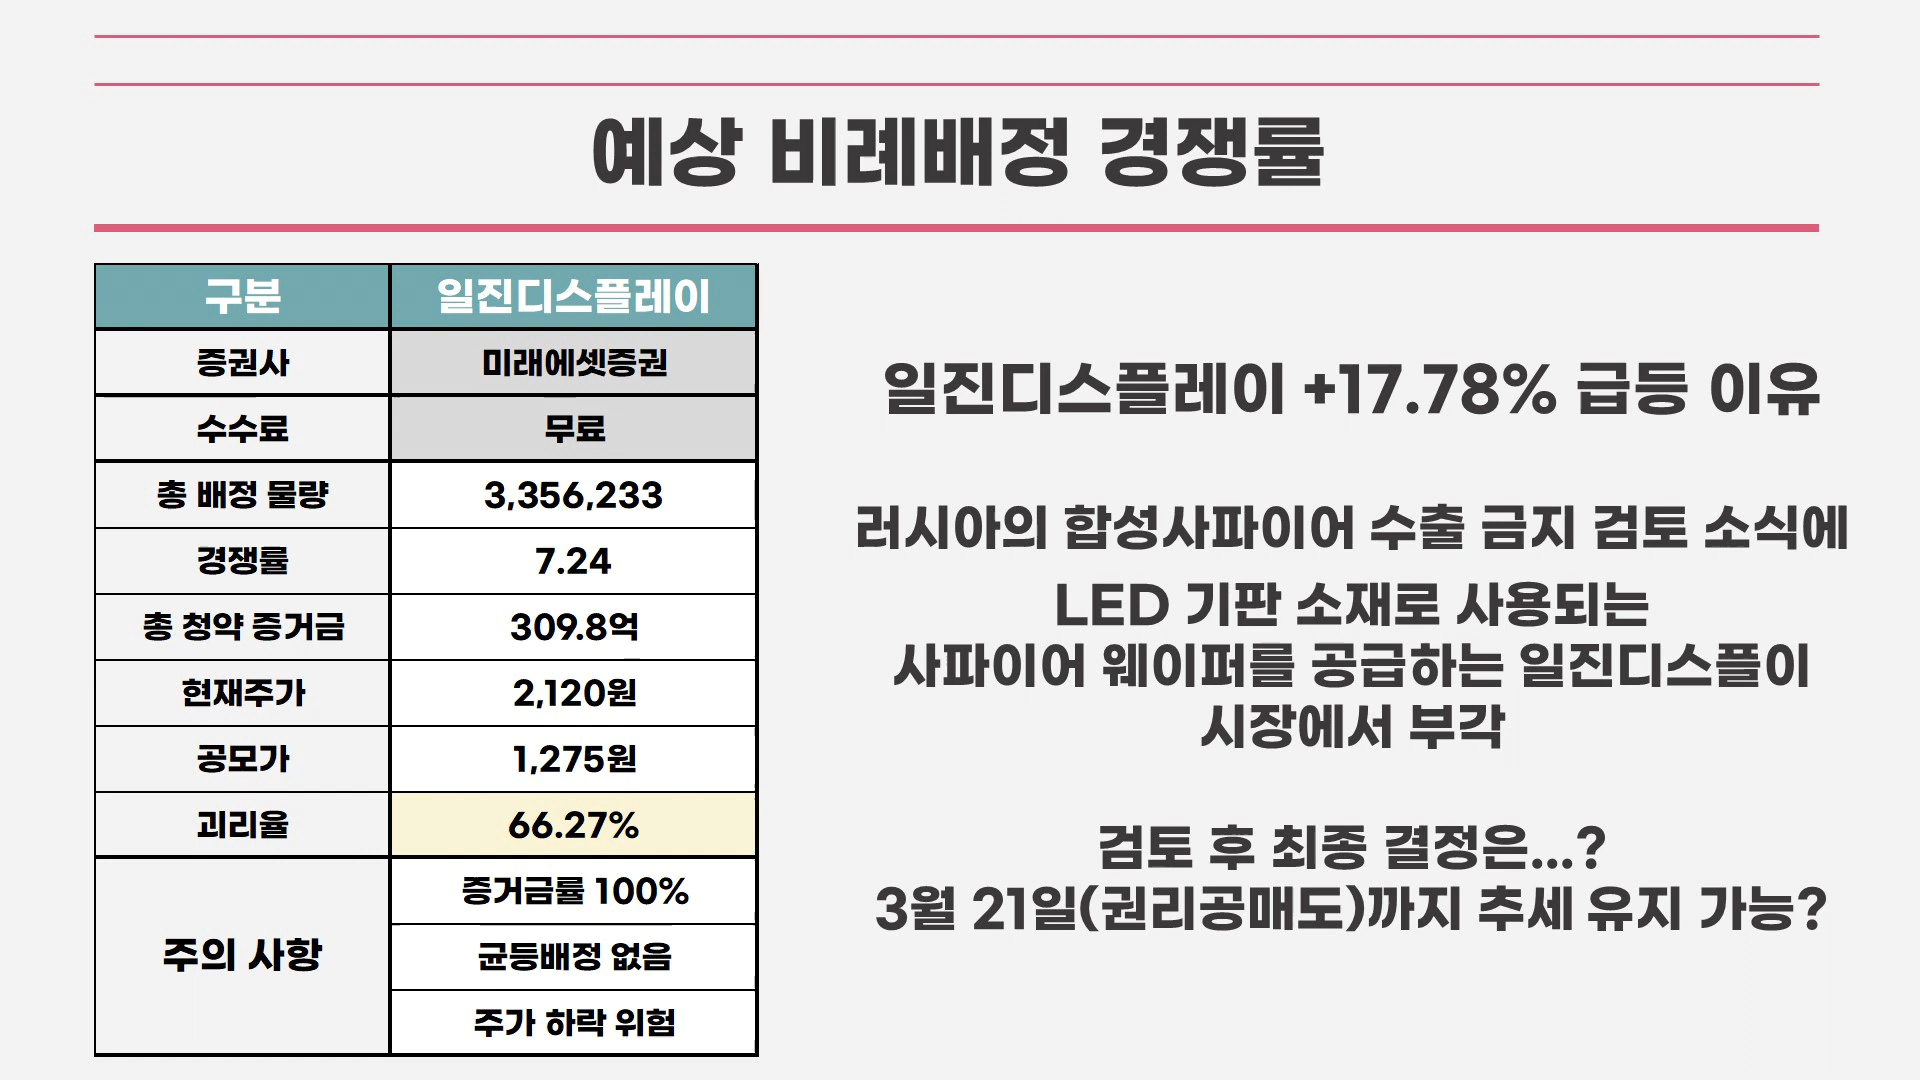 예상 비례배정 경쟁률
구분 일진디스플레이
증권사 미래에셋증권
수수료 무료
총 배정 물량 3,356,233
경쟁률 7.24
총 청약 증거금 309.8억
현재주가 2,120원
공모가 1,275원
괴리율 66.27%
주의 사항
증거금률 100%
균등배정 없음
주가 하락 위험
일진디스플레이 +17.78% 급등 이유
러시아의 합성사파이어 수출 금지 검토 소식에
LED 기판 소재로 사용되는
사파이어 웨이퍼를 공급하는 일진디스플이
시장에서 부각
검토 후 최종 결정은...?
3월 21일(권리공매도)까지 추세 유지 가능?